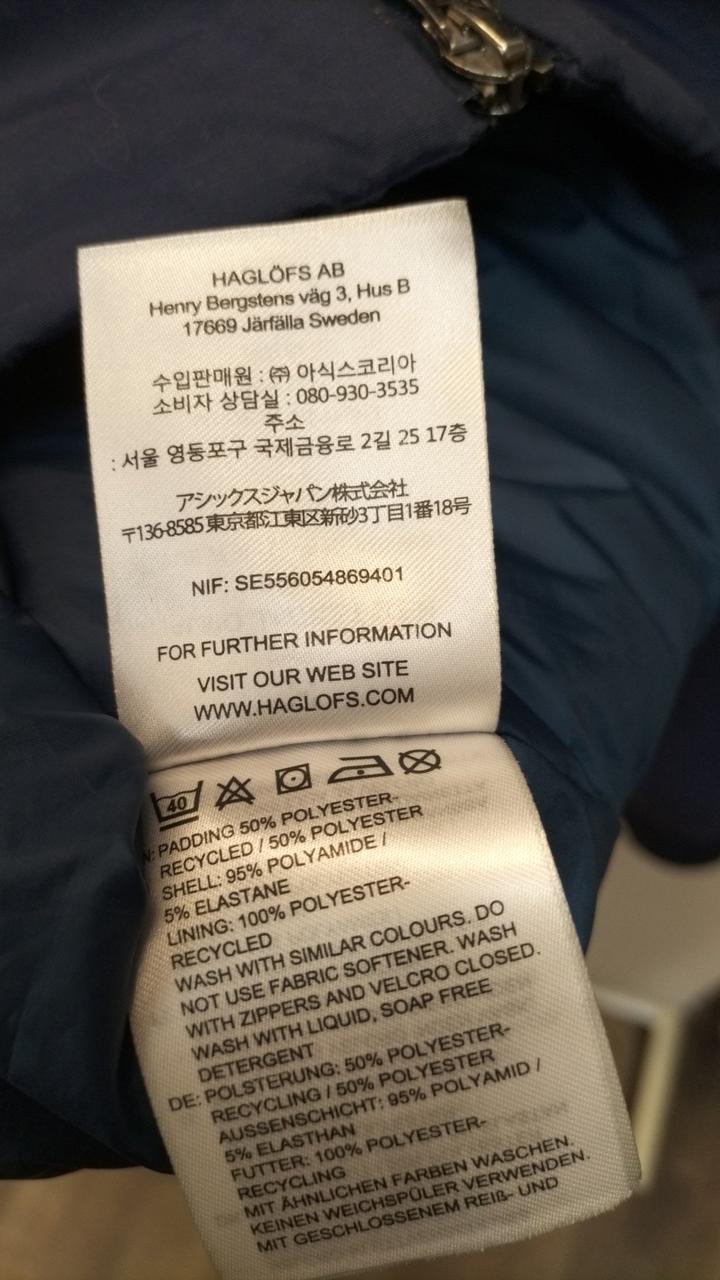 HAGLÖFS AB
Henry Bergstens väg 3, Hus B
17669 Järfälla Sweden
수입판매원 : ㈜ 아식스코리아
소비자 상담실 : 080-930-3535
주소
: 서울 영등포구 국제금융로 2길 25 17층
アシックスジャパン株式会社
〒136-8585 東京都江東区新砂3丁目1番18号
NIF: SE556054869401
FOR FURTHER INFORMATION
VISIT OUR WEB SITE
WWW.HAGLOFS.COM
40
N: PADDING 50% POLYESTER-
RECYCLED / 50% POLYESTER
SHELL: 95% POLYAMIDE /
5% ELASTANE
LINING: 100% POLYESTER-
RECYCLED
WASH WITH SIMILAR COLOURS. DO
NOT USE FABRIC SOFTENER. WASH
WITH ZIPPERS AND VELCRO CLOSED.
WASH WITH LIQUID, SOAP FREE
DETERGENT
DE: POLSTERUNG: 50% POLYESTER-
RECYCLING / 50% POLYESTER
AUSSENSCHICHT: 95% POLYAMID /
5% ELASTHAN
FUTTER: 100% POLYESTER-
RECYCLING
MIT ÄHNLICHEN FARBEN WASCHEN.
KEINEN WEICHSPÜLER VERWENDEN.
MIT GESCHLOSSENEM REIß- UND